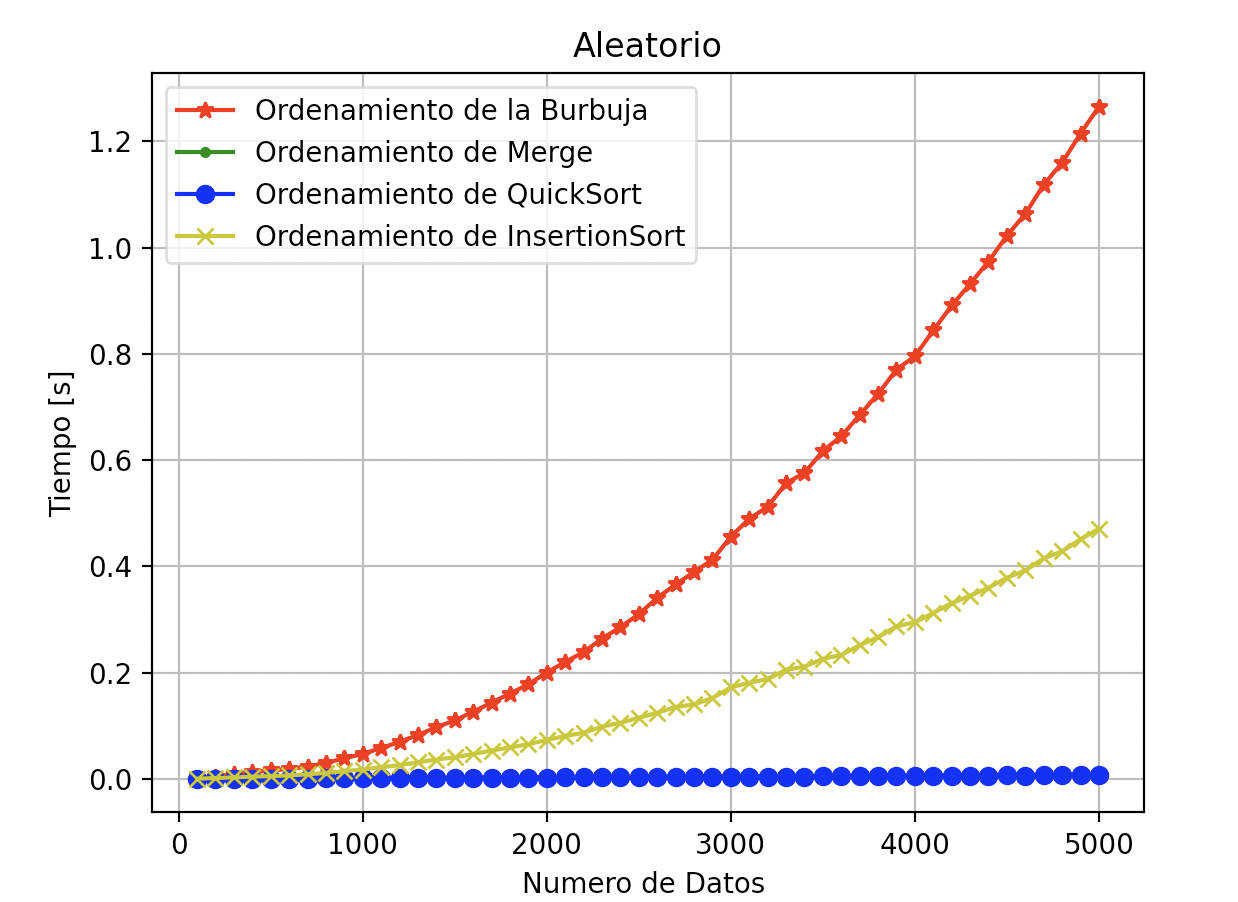 Aleatorio
Ordenamiento de la Burbuja
Ordenamiento de Merge
Ordenamiento de QuickSort
Ordenamiento de InsertionSort
1.2
1.0
0.8
0.6
0.4
0.2
0.0
Tiempo [s]
0 1000 2000 3000 4000 5000
Numero de Datos